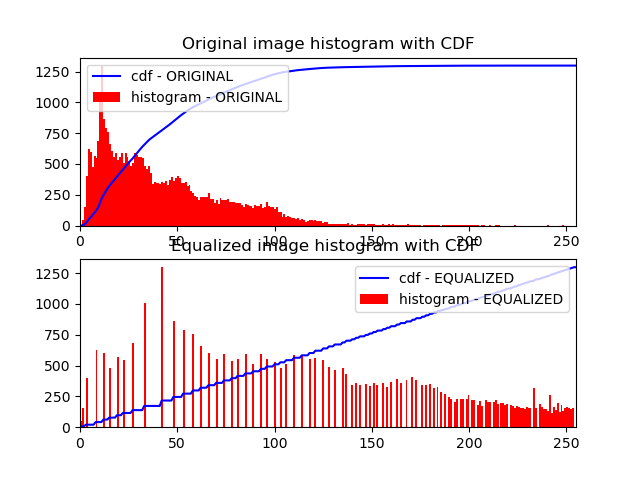 Original image histogram with CDF
cdf - ORIGINAL
histogram - ORIGINAL
1250
1000
750
500
250
0
0 50 100 150 200 250
Equalized image histogram with CDF
cdf - EQUALIZED
histogram - EQUALIZED
1250
1000
750
500
250
0
0 50 100 150 200 250